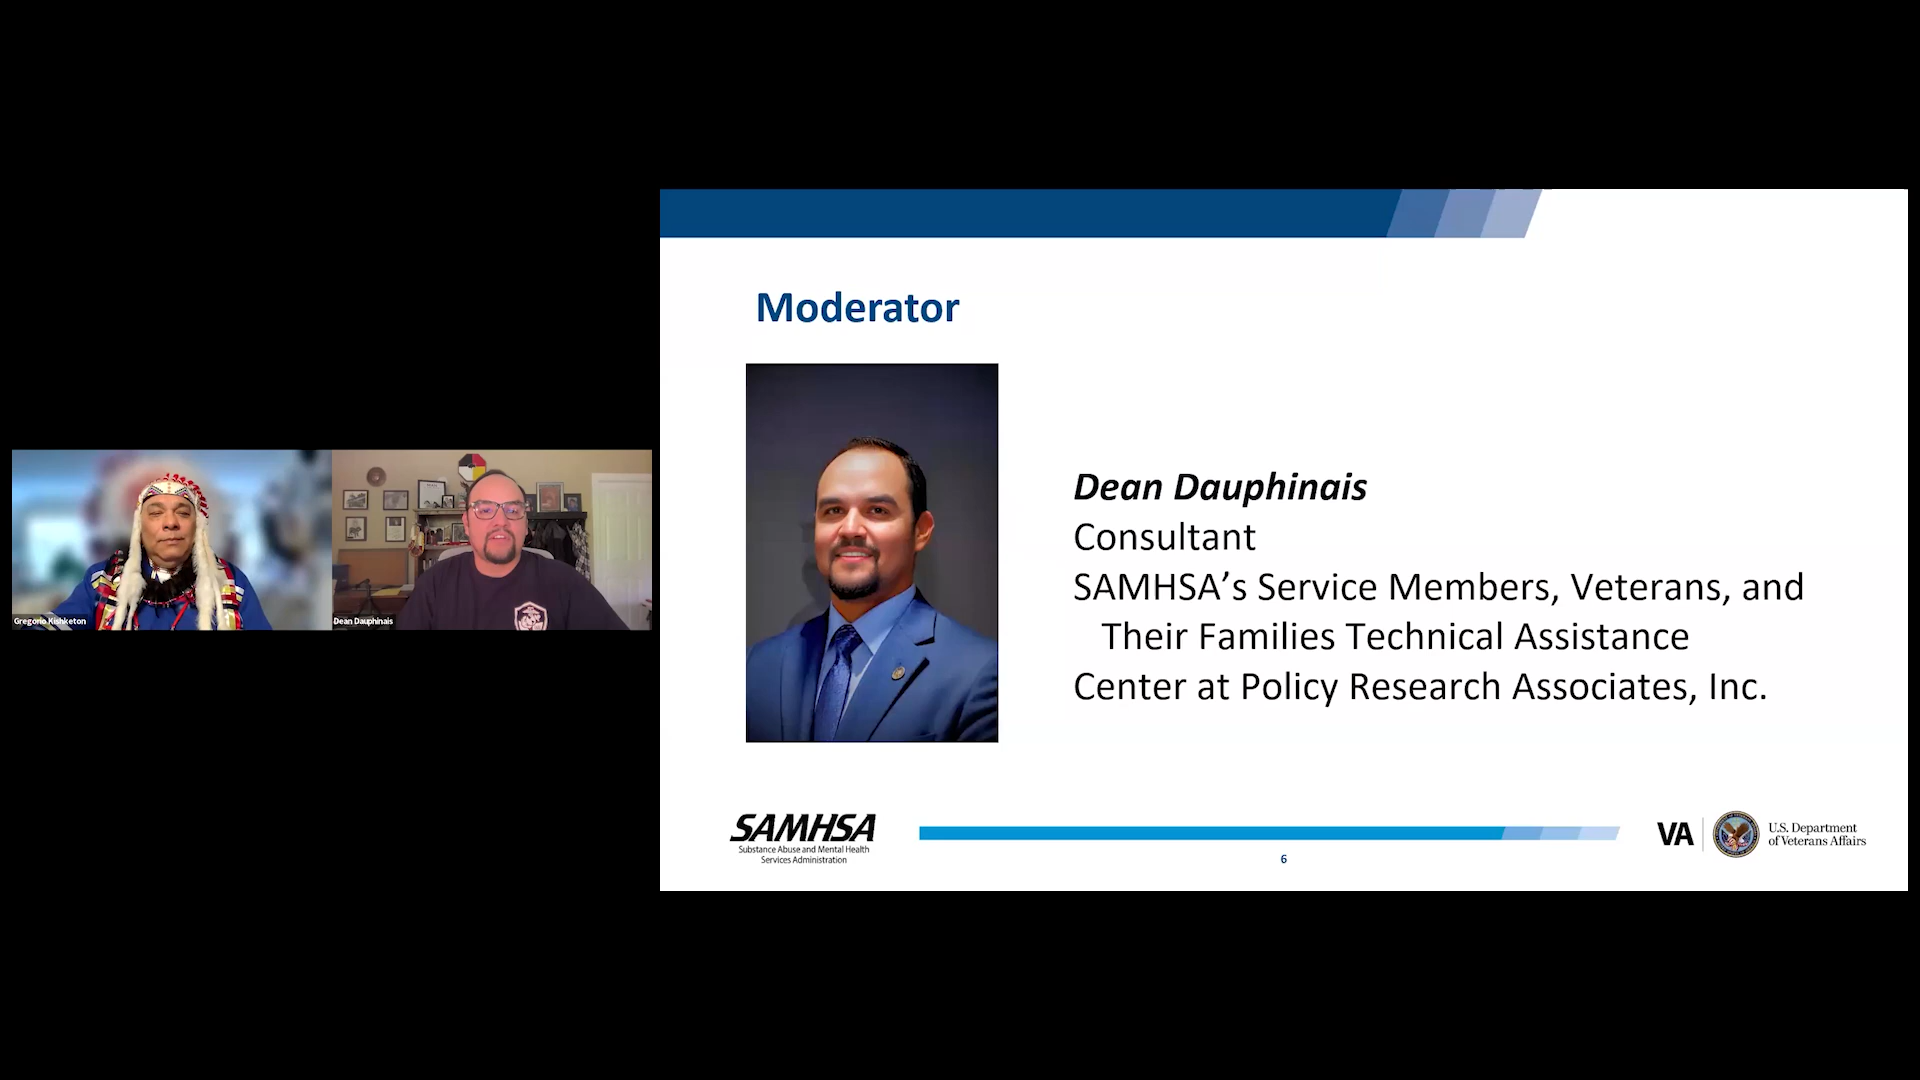 Moderator
Dean Dauphinais
Consultant
SAMHSA’s Service Members, Veterans, and
Their Families Technical Assistance
Center at Policy Research Associates, Inc.
Gregorio Kishketon
Dean Dauphinais
SAMHSA
Substance Abuse and Mental Health
Services Administration
6
VA
U.S. Department
of Veterans Affairs